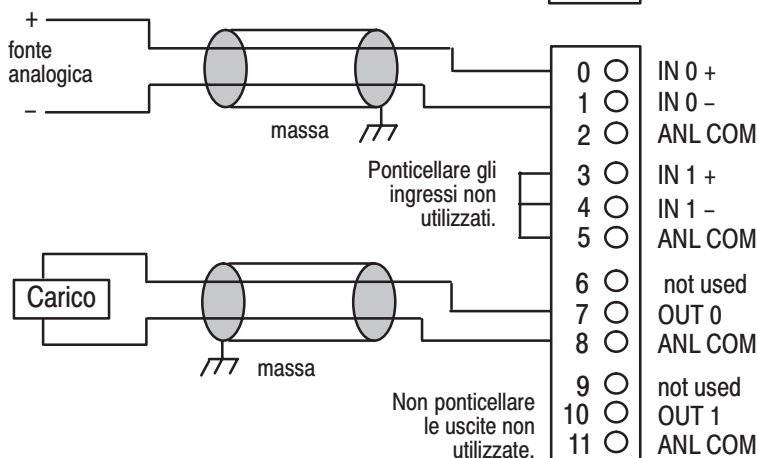 +
fonte
analogica
–
massa
Ponticellare gli
ingressi non
utilizzati.
Carico
massa
Non ponticellare
le uscite non
utilizzate.
0 IN 0 +
1 IN 0 –
2 ANL COM
3 IN 1 +
4 IN 1 –
5 ANL COM
6 not used
7 OUT 0
8 ANL COM
9 not used
10 OUT 1
11 ANL COM